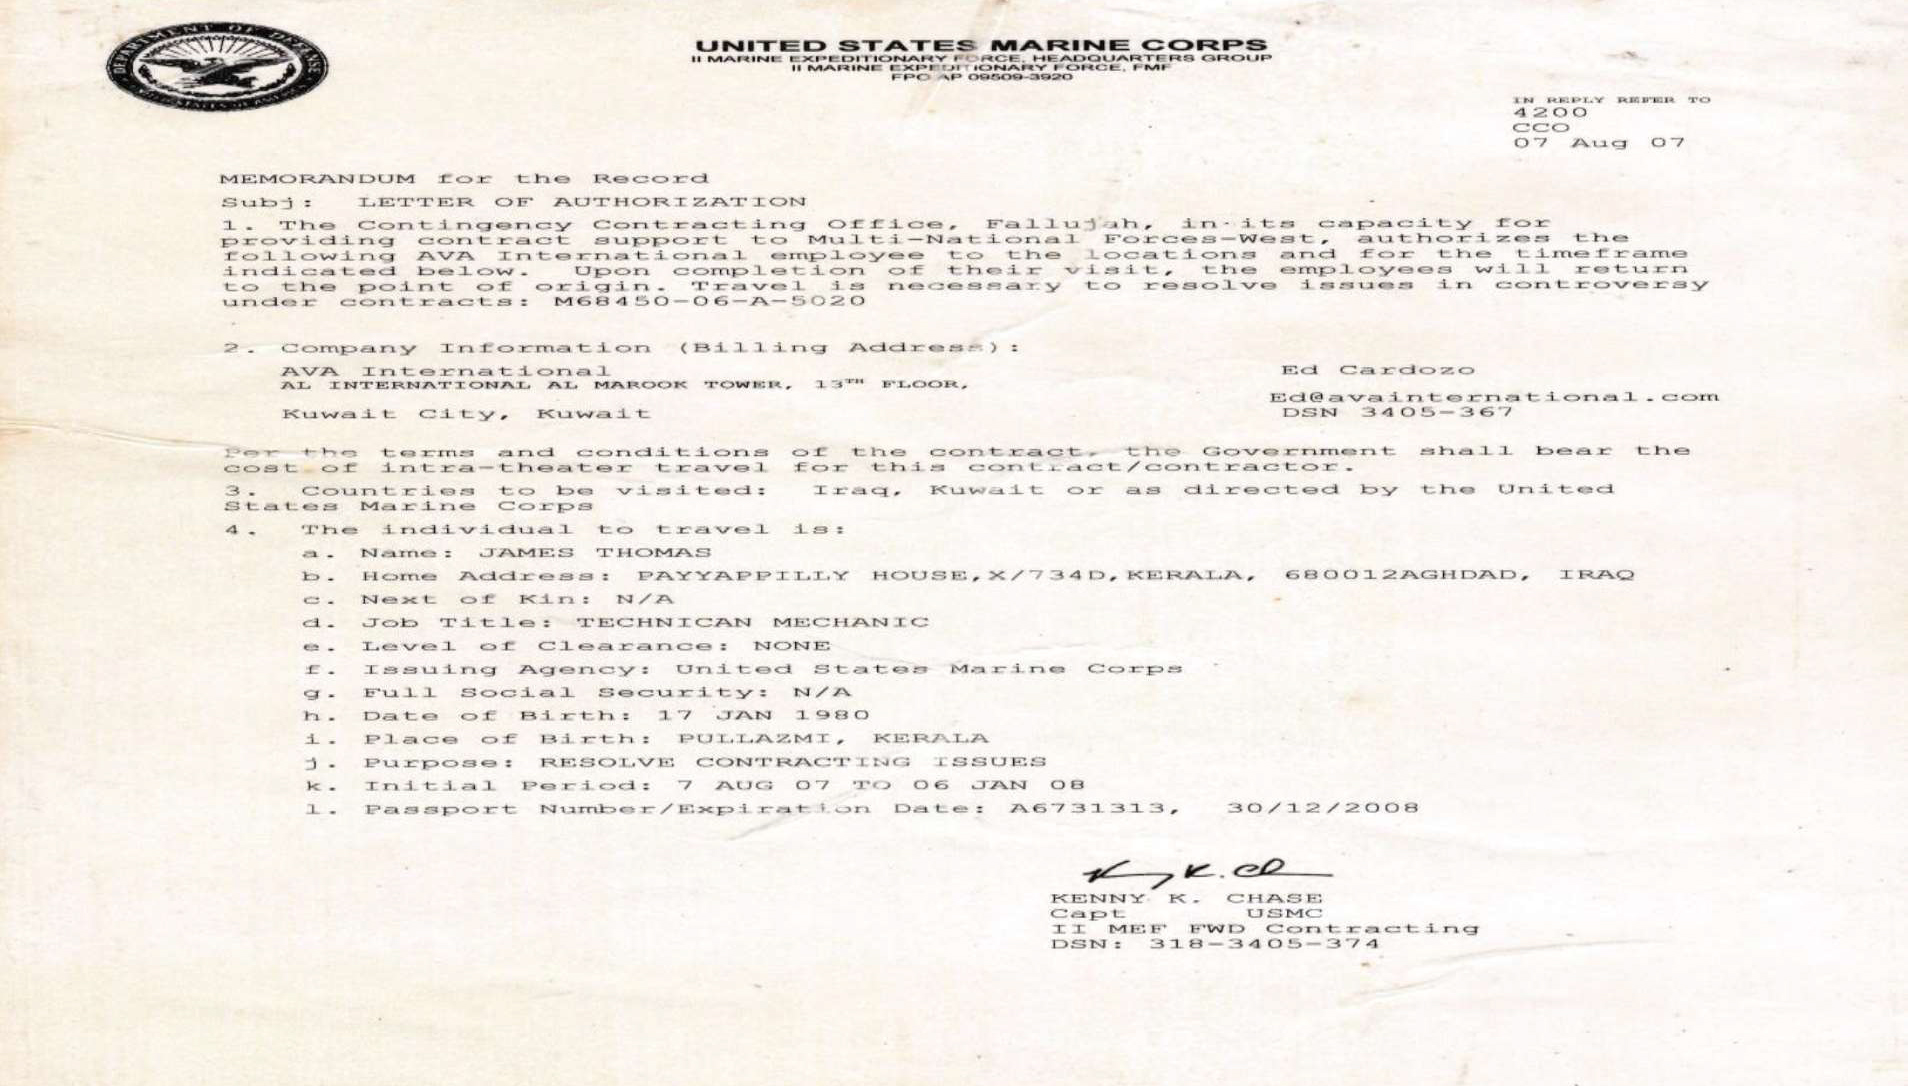 DEPARTMENT OF DEFENSE
UNITED STATES OF AMERICA
UNITED STATES MARINE CORPS
II MARINE EXPEDITIONARY FORCE, HEADQUARTERS GROUP
II MARINE EXPEDITIONARY FORCE, FMF
FPO AP 09509-3920
IN REPLY REFER TO
4200
CCO
07 Aug 07
MEMORANDUM for the Record
Subj: LETTER OF AUTHORIZATION
1. The Contingency Contracting Office, Fallujah, in its capacity for
providing contract support to Multi-National Forces-West, authorizes the
following AVA International employee to the locations and for the timeframe
indicated below. Upon completion of their visit, the employees will return
to the point of origin. Travel is necessary to resolve issues in controversy
under contracts: M68450-06-A-5020
2. Company Information (Billing Address):
AVA International
AL INTERNATIONAL AL MAROOK TOWER, 13TH FLOOR,
Kuwait City, Kuwait
Ed Cardozo
Ed@avainternational.com
DSN 3405-367
Per the terms and conditions of the contract, the Government shall bear the
cost of intra-theater travel for this contract/contractor.
3. Countries to be visited: Iraq, Kuwait or as directed by the United
States Marine Corps
4. The individual to travel is:
a. Name: JAMES THOMAS
b. Home Address: PAYYAPPILLY HOUSE,X/734D,KERALA, 680012AGHDAD, IRAQ
c. Next of Kin: N/A
d. Job Title: TECHNICAN MECHANIC
e. Level of Clearance: NONE
f. Issuing Agency: United States Marine Corps
g. Full Social Security: N/A
h. Date of Birth: 17 JAN 1980
i. Place of Birth: PULLAZMI, KERALA
j. Purpose: RESOLVE CONTRACTING ISSUES
k. Initial Period: 7 AUG 07 TO 06 JAN 08
l. Passport Number/Expiration Date: A6731313, 30/12/2008
KENNY K. CHASE
Capt USMC
II MEF FWD Contracting
DSN: 318-3405-374